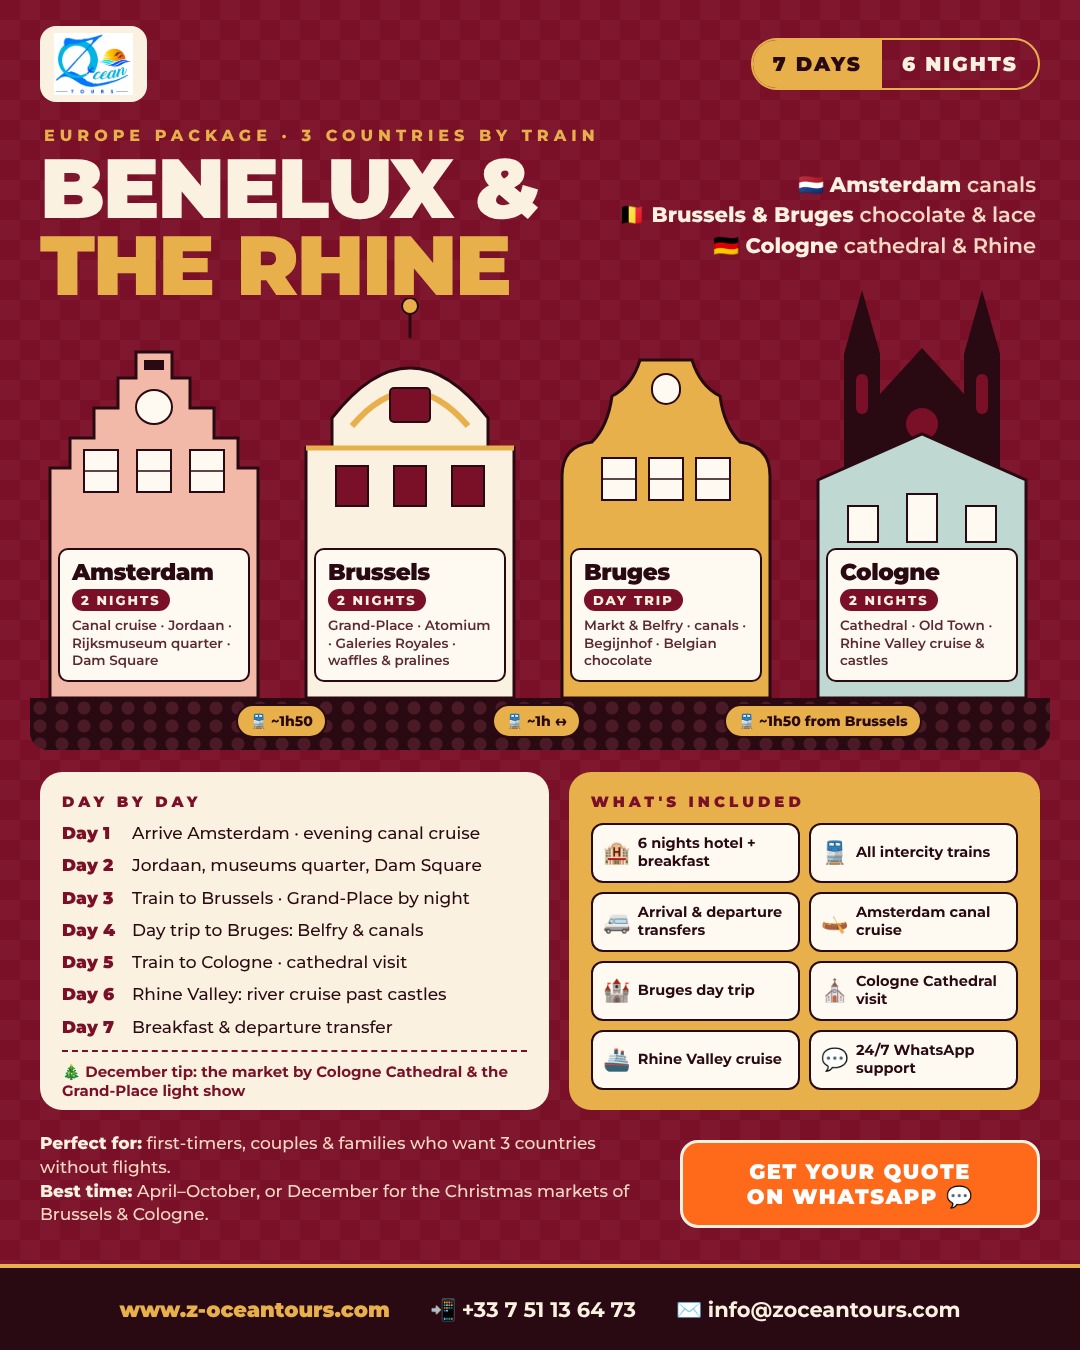 Zcean
TOURS
7 DAYS
6 NIGHTS
EUROPE PACKAGE · 3 COUNTRIES BY TRAIN
BENELUX &
THE RHINE
🇳🇱 Amsterdam canals
🇧🇪 Brussels & Bruges chocolate & lace
🇩🇪 Cologne cathedral & Rhine
Amsterdam
2 NIGHTS
Canal cruise · Jordaan ·
Rijksmuseum quarter ·
Dam Square
Brussels
2 NIGHTS
Grand-Place · Atomium
· Galeries Royales ·
waffles & pralines
Bruges
DAY TRIP
Markt & Belfry · canals ·
Begijnhof · Belgian
chocolate
Cologne
2 NIGHTS
Cathedral · Old Town ·
Rhine Valley cruise &
castles
🚆 ~1h50
🚆 ~1h ↔
🚆 ~1h50 from Brussels
DAY BY DAY
Day 1 Arrive Amsterdam · evening canal cruise
Day 2 Jordaan, museums quarter, Dam Square
Day 3 Train to Brussels · Grand-Place by night
Day 4 Day trip to Bruges: Belfry & canals
Day 5 Train to Cologne · cathedral visit
Day 6 Rhine Valley: river cruise past castles
Day 7 Breakfast & departure transfer
🎄 December tip: the market by Cologne Cathedral & the
Grand-Place light show
WHAT'S INCLUDED
🏨 6 nights hotel +
breakfast
🚆 All intercity trains
🚐 Arrival & departure
transfers
🛶 Amsterdam canal
cruise
🏰 Bruges day trip
⛪ Cologne Cathedral
visit
🚢 Rhine Valley cruise
💬 24/7 WhatsApp
support
Perfect for: first-timers, couples & families who want 3 countries
without flights.
Best time: April–October, or December for the Christmas markets of
Brussels & Cologne.
GET YOUR QUOTE
ON WHATSAPP 💬
www.z-oceantours.com
📲 +33 7 51 13 64 73
✉️ info@zoceantours.com